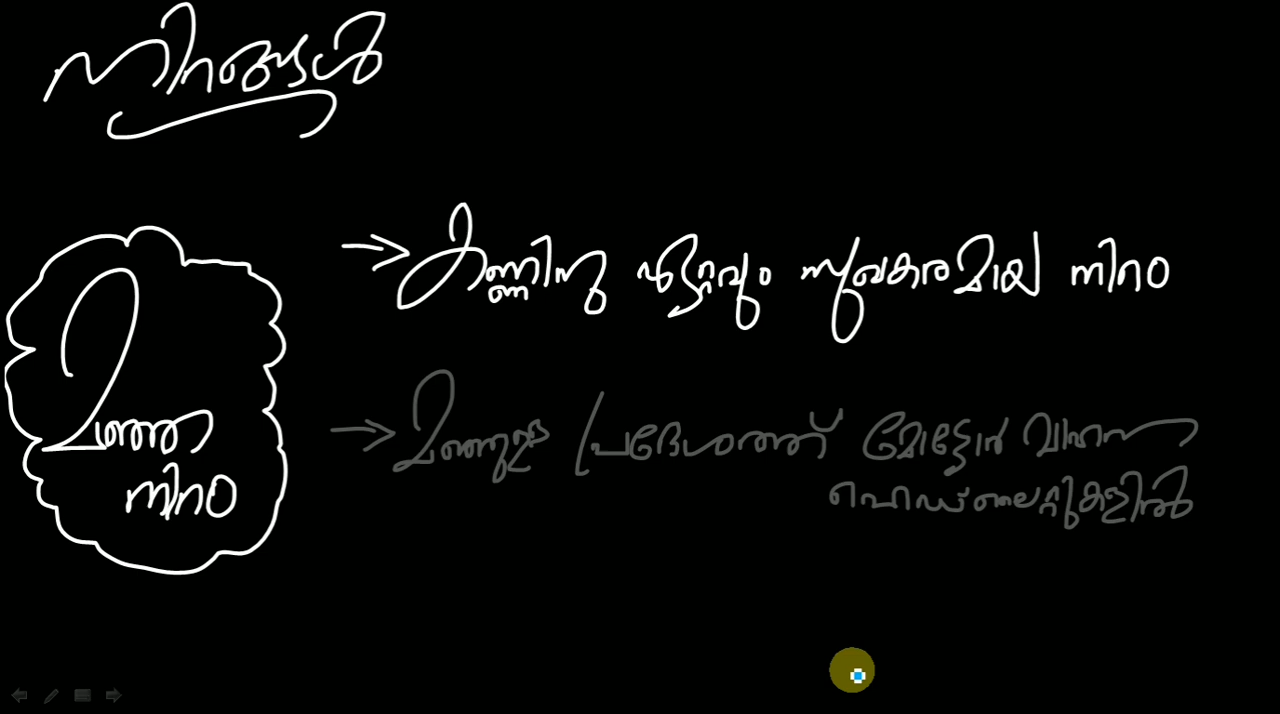 നിറങ്ങൾ
കണ്ണിനു ഏറ്റവും സുഖകരമായ നിറം
മഞ്ഞ
നിറം
മഞ്ഞുള്ള പ്രദേശത്ത് മോട്ടോർ വാഹന
ഹെഡ്‌ലൈറ്റുകളിൽ